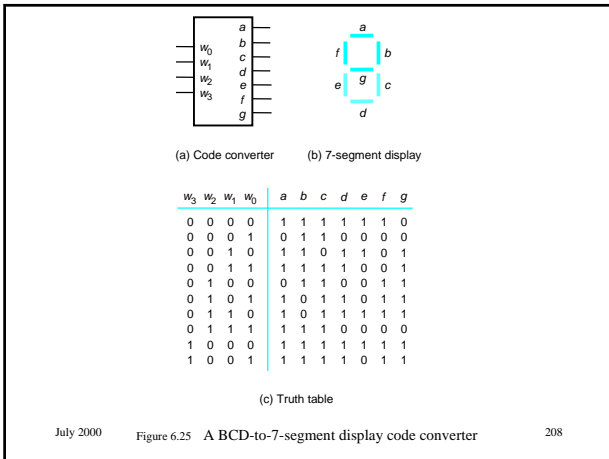 a
b
c
d
e
f
g
w0
w1
w2
w3
a
f b
g
e c
d
(a) Code converter (b) 7-segment display
w3 w2 w1 w0 a b c d e f g
0 0 0 0 1 1 1 1 1 1 0
0 0 0 1 0 1 1 0 0 0 0
0 0 1 0 1 1 0 1 1 0 1
0 0 1 1 1 1 1 1 0 0 1
0 1 0 0 0 1 1 0 0 1 1
0 1 0 1 1 0 1 1 0 1 1
0 1 1 0 1 0 1 1 1 1 1
0 1 1 1 1 1 1 0 0 0 0
1 0 0 0 1 1 1 1 1 1 1
1 0 0 1 1 1 1 1 0 1 1
(c) Truth table
July 2000 Figure 6.25 A BCD-to-7-segment display code converter 208